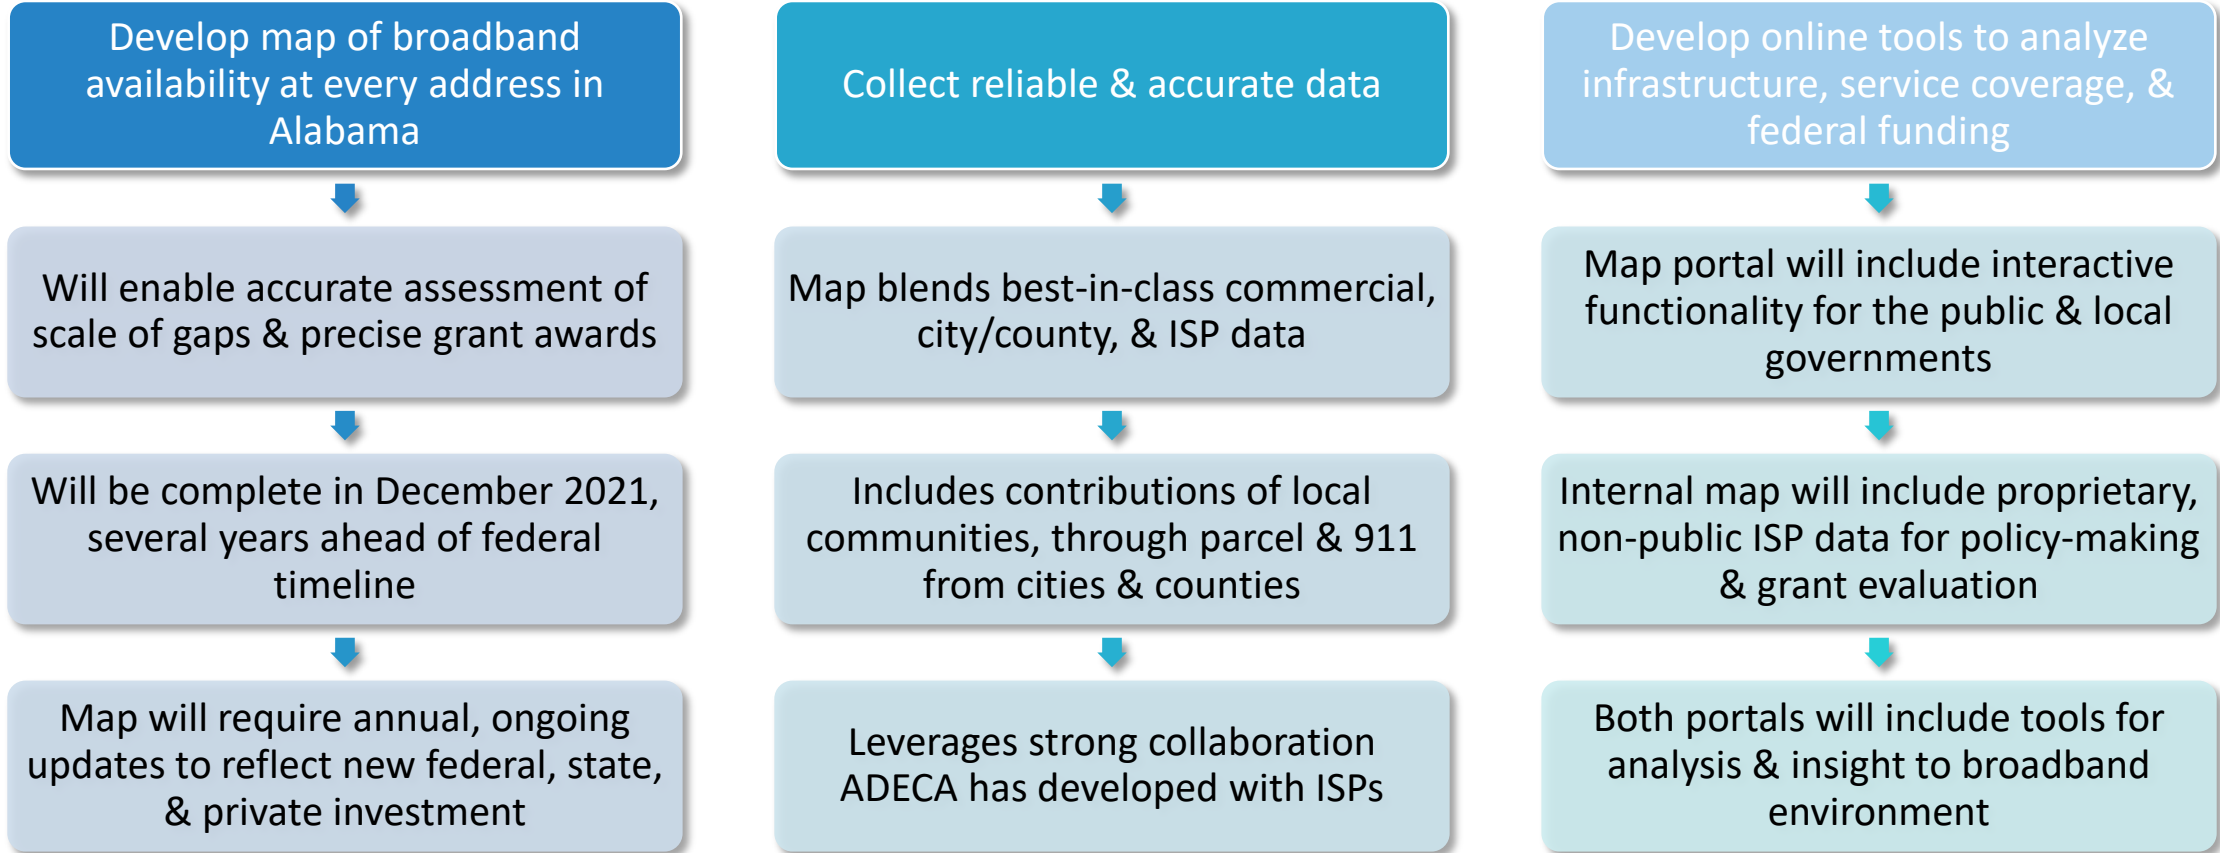 Develop map of broadband
availability at every address in
Alabama
Will enable accurate assessment of
scale of gaps & precise grant awards
Will be complete in December 2021,
several years ahead of federal
timeline
Map will require annual, ongoing
updates to reflect new federal, state,
& private investment
Collect reliable & accurate data
Map blends best-in-class commercial,
city/county, & ISP data
Includes contributions of local
communities, through parcel & 911
from cities & counties
Leverages strong collaboration
ADECA has developed with ISPs
Develop online tools to analyze
infrastructure, service coverage, &
federal funding
Map portal will include interactive
functionality for the public & local
governments
Internal map will include proprietary,
non-public ISP data for policy-making
& grant evaluation
Both portals will include tools for
analysis & insight to broadband
environment